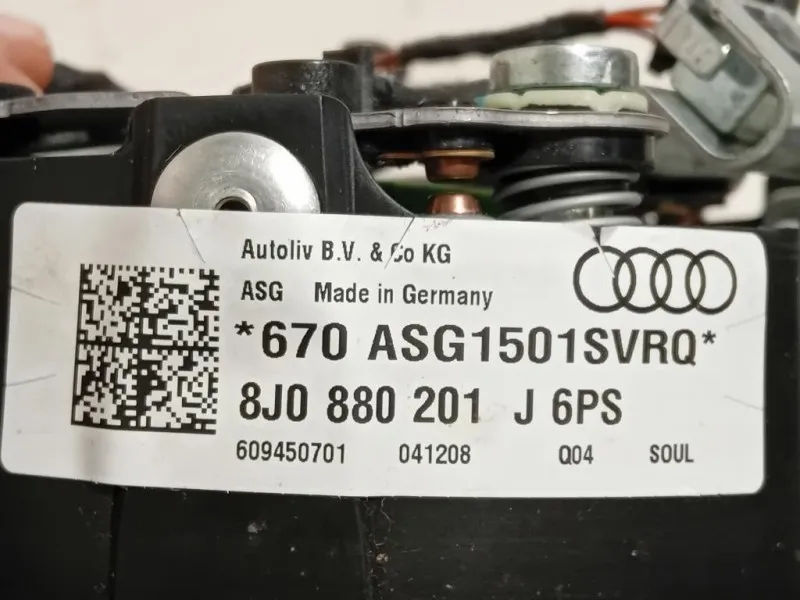 Autoliv B.V. & Co KG
ASG Made in Germany
*670 ASG1501SVRQ*
8J0 880 201 J 6PS
609450701 041208 Q04 SOUL